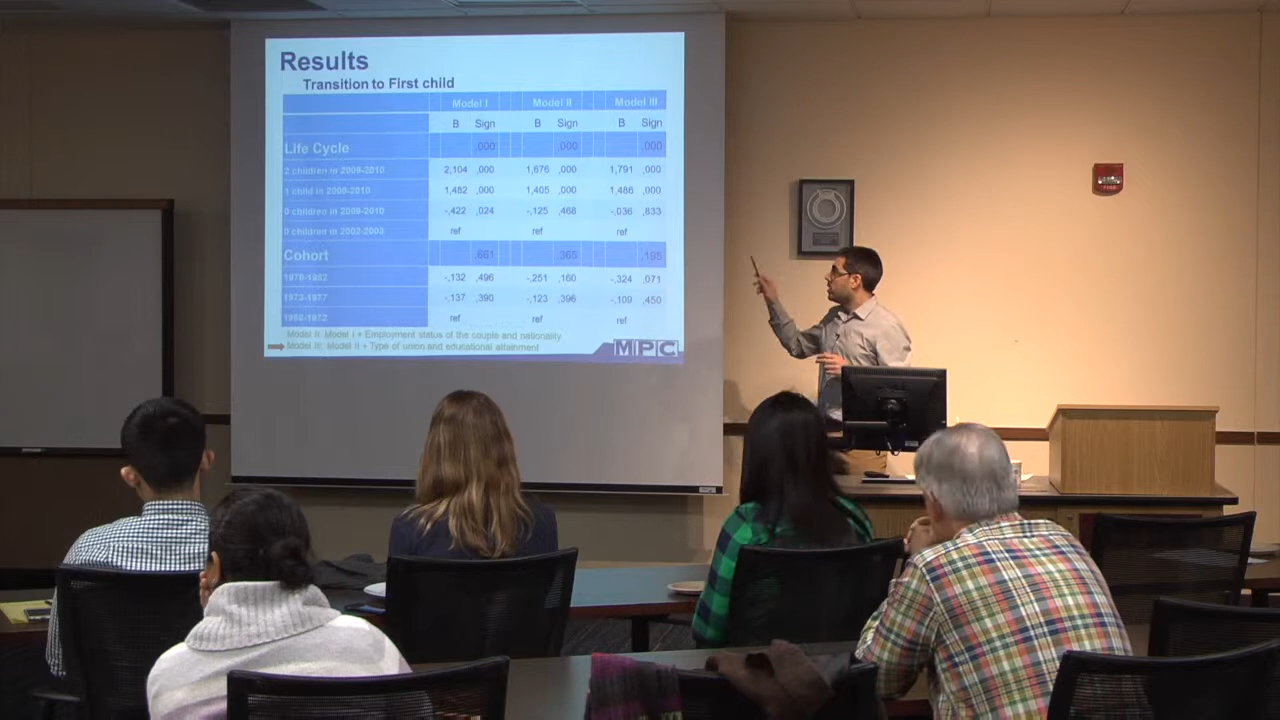 Results
Transition to First child
Model I Model II Model III
B Sign B Sign B Sign
Life Cycle ,000 ,000 ,000
2 children in 2009-2010 2,104 ,000 1,676 ,000 1,791 ,000
1 child in 2009-2010 1,482 ,000 1,405 ,000 1,486 ,000
0 children in 2009-2010 -,422 ,024 -,125 ,468 -,036 ,833
0 children in 2002-2003 ref ref ref
Cohort ,661 ,365 ,195
1978-1982 -,132 ,496 -,251 ,160 -,324 ,071
1973-1977 -,137 ,390 -,123 ,396 -,109 ,450
1968-1972 ref ref ref
Model II: Model I + Employment status of the couple and nationality
Model III: Model II + Type of union and educational attainment
MPC
FIRE